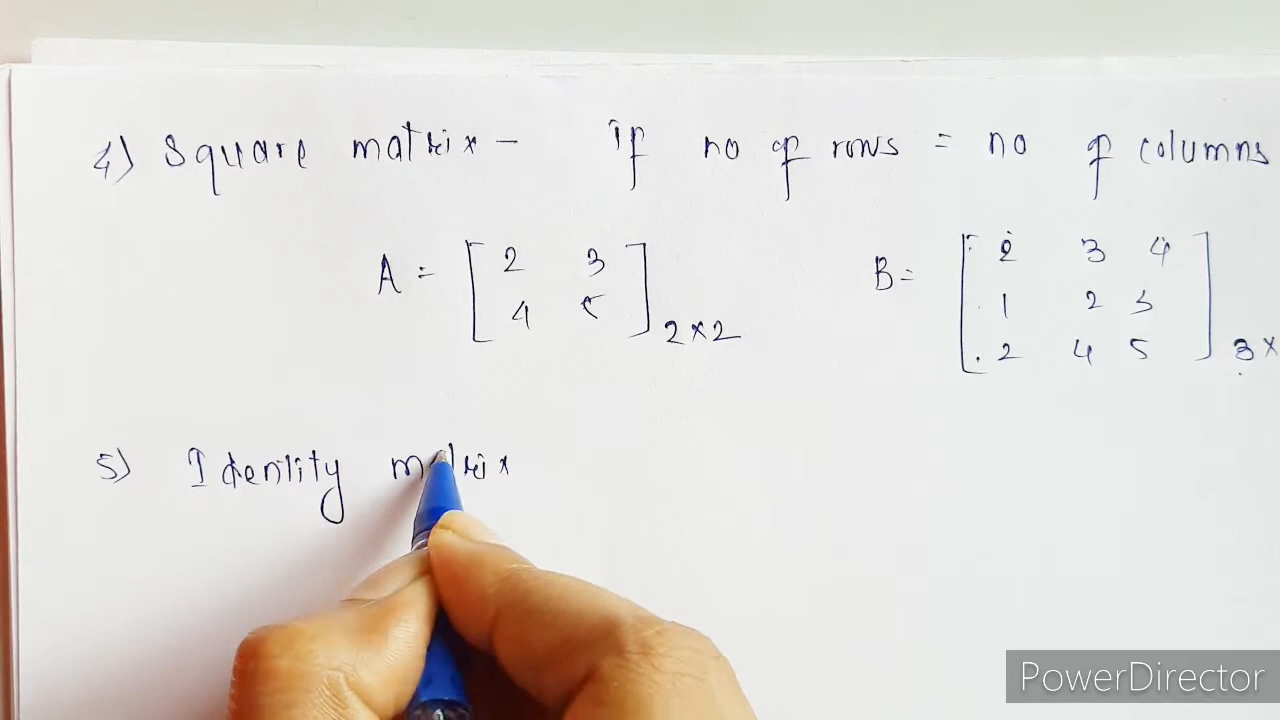 4) Square matrix - if no of rows = no of columns
A = [ 2 3 B = [ 2 3 4
4 5 ] 2×2 1 2 3
2 4 5 ] 3×
5) Identity matrix
PowerDirector